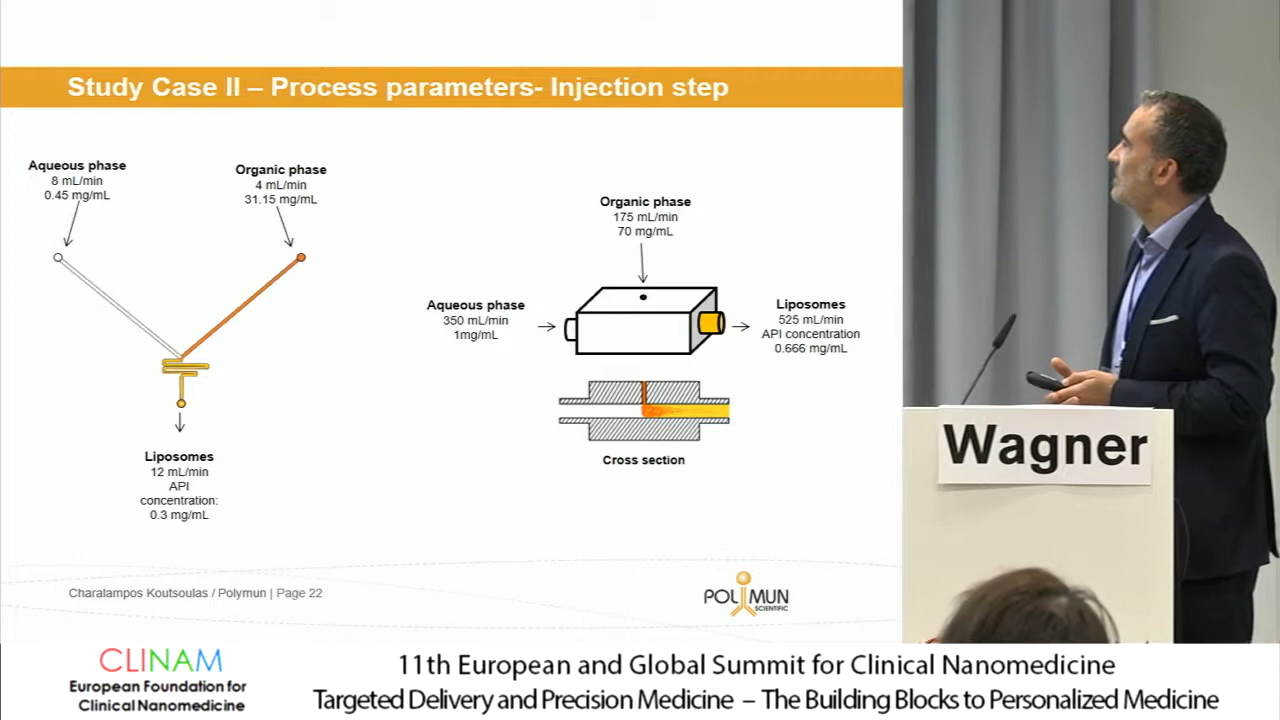 Study Case II – Process parameters- Injection step
Aqueous phase
8 mL/min
0.45 mg/mL
Organic phase
4 mL/min
31.15 mg/mL
Liposomes
12 mL/min
API
concentration:
0.3 mg/mL
Organic phase
175 mL/min
70 mg/mL
Aqueous phase
350 mL/min
1mg/mL
Liposomes
525 mL/min
API concentration
0.666 mg/mL
Cross section
Charalampos Koutsoulas / Polymun | Page 22
POLYMUN
SCIENTIFIC
Wagner
CLINAM
European Foundation for
Clinical Nanomedicine
11th European and Global Summit for Clinical Nanomedicine
Targeted Delivery and Precision Medicine – The Building Blocks to Personalized Medicine